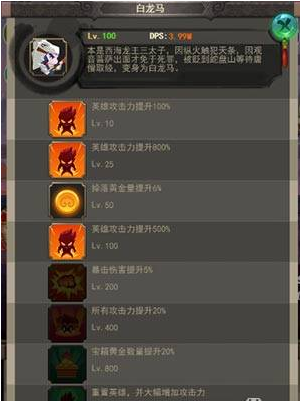 白龙马
Lv.100 DPS:3.99M
本是西海龙王三太子,因纵火触犯天条,因观
音菩萨出面才免于死罪,被贬到蛇盘山等待唐
僧取经,变身为白龙马。
英雄攻击力提升100%
Lv. 10
英雄攻击力提升800%
Lv. 25
掉落黄金量提升6%
Lv. 50
英雄攻击力提升500%
Lv. 100
暴击伤害提升5%
Lv. 200
所有攻击力提升20%
Lv. 400
宝箱黄金数量提升20%
Lv. 800
重置英雄,并大幅增加攻击力